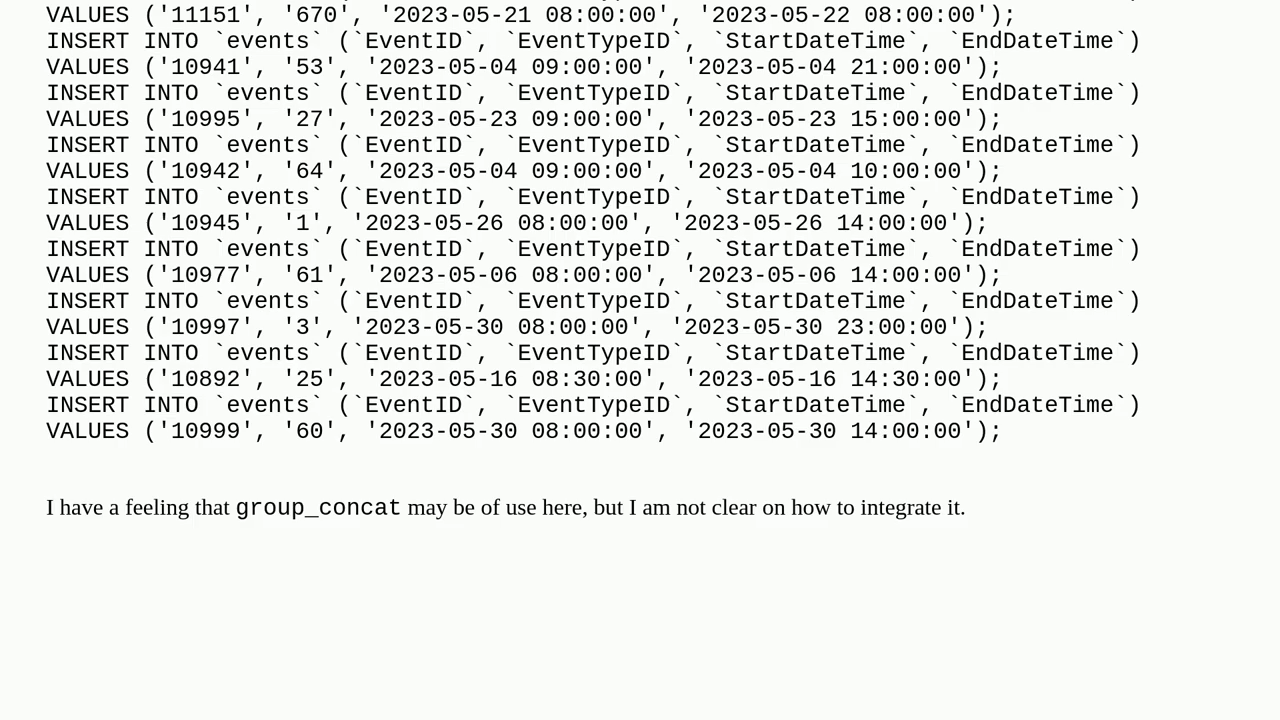 VALUES ('11151', '670', '2023-05-21 08:00:00', '2023-05-22 08:00:00');
INSERT INTO `events` (`EventID`, `EventTypeID`, `StartDateTime`, `EndDateTime`)
VALUES ('10941', '53', '2023-05-04 09:00:00', '2023-05-04 21:00:00');
INSERT INTO `events` (`EventID`, `EventTypeID`, `StartDateTime`, `EndDateTime`)
VALUES ('10995', '27', '2023-05-23 09:00:00', '2023-05-23 15:00:00');
INSERT INTO `events` (`EventID`, `EventTypeID`, `StartDateTime`, `EndDateTime`)
VALUES ('10942', '64', '2023-05-04 09:00:00', '2023-05-04 10:00:00');
INSERT INTO `events` (`EventID`, `EventTypeID`, `StartDateTime`, `EndDateTime`)
VALUES ('10945', '1', '2023-05-26 08:00:00', '2023-05-26 14:00:00');
INSERT INTO `events` (`EventID`, `EventTypeID`, `StartDateTime`, `EndDateTime`)
VALUES ('10977', '61', '2023-05-06 08:00:00', '2023-05-06 14:00:00');
INSERT INTO `events` (`EventID`, `EventTypeID`, `StartDateTime`, `EndDateTime`)
VALUES ('10997', '3', '2023-05-30 08:00:00', '2023-05-30 23:00:00');
INSERT INTO `events` (`EventID`, `EventTypeID`, `StartDateTime`, `EndDateTime`)
VALUES ('10892', '25', '2023-05-16 08:30:00', '2023-05-16 14:30:00');
INSERT INTO `events` (`EventID`, `EventTypeID`, `StartDateTime`, `EndDateTime`)
VALUES ('10999', '60', '2023-05-30 08:00:00', '2023-05-30 14:00:00');
I have a feeling that group_concat may be of use here, but I am not clear on how to integrate it.